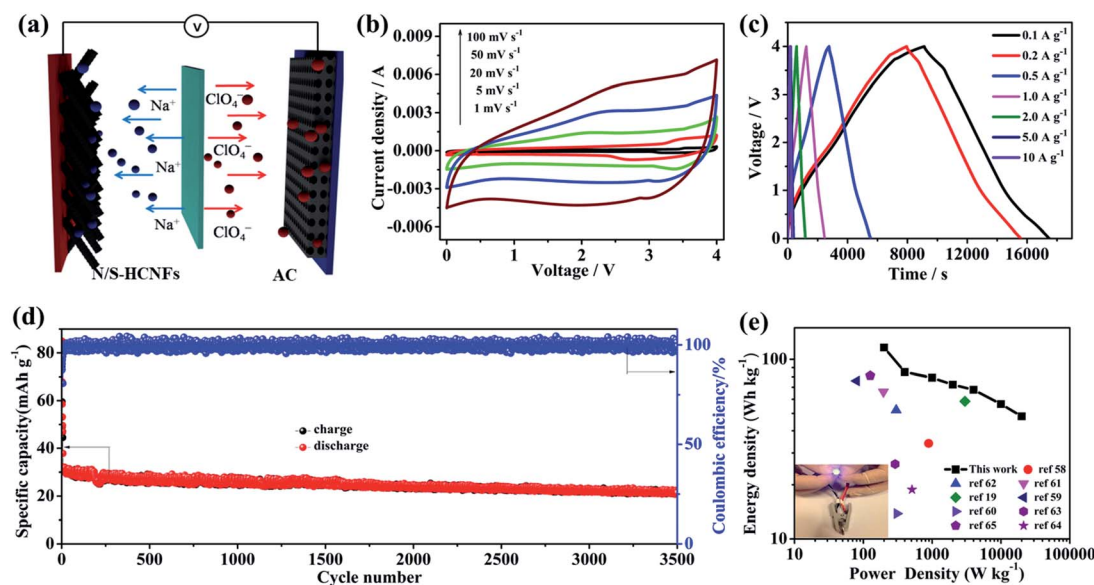 (a)
V
Na⁺
ClO₄⁻
Na⁺
ClO₄⁻
Na⁺
ClO₄⁻
Na⁺
ClO₄⁻
N/S-HCNFs
AC
(b)
0.009
0.006
0.003
0.000
-0.003
-0.006
Current density / A
100 mV s⁻¹
50 mV s⁻¹
20 mV s⁻¹
5 mV s⁻¹
1 mV s⁻¹
0 1 2 3 4
Voltage / V
(c)
5
4
3
2
1
0
Voltage / V
0.1 A g⁻¹
0.2 A g⁻¹
0.5 A g⁻¹
1.0 A g⁻¹
2.0 A g⁻¹
5.0 A g⁻¹
10 A g⁻¹
0 4000 8000 12000 16000
Time / s
(d)
80
60
40
20
0
Specific capacity(mAh g⁻¹)
charge
discharge
100
50
0
Coulombic efficiency/%
0 500 1000 1500 2000 2500 3000 3500
Cycle number
(e)
100
10
Energy density (Wh kg⁻¹)
This work ref 58
ref 62 ref 61
ref 19 ref 59
ref 60 ref 63
ref 65 ref 64
10 100 1000 10000 100000
Power Density (W kg⁻¹)